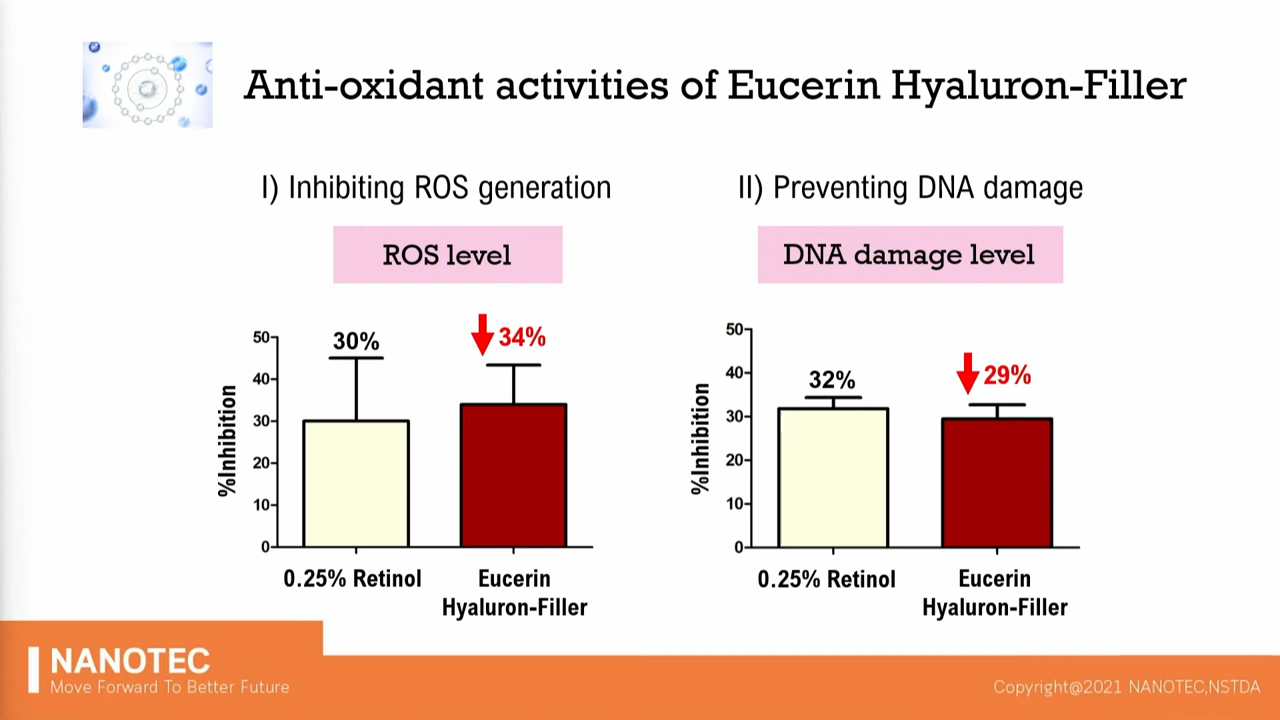 Anti-oxidant activities of Eucerin Hyaluron-Filler
I) Inhibiting ROS generation
ROS level
%Inhibition
50
40
30
20
10
0
30%
34%
0.25% Retinol
Eucerin
Hyaluron-Filler
II) Preventing DNA damage
DNA damage level
%Inhibition
50
40
30
20
10
0
32%
29%
0.25% Retinol
Eucerin
Hyaluron-Filler
NANOTEC
Move Forward To Better Future
Copyright@2021 NANOTEC,NSTDA